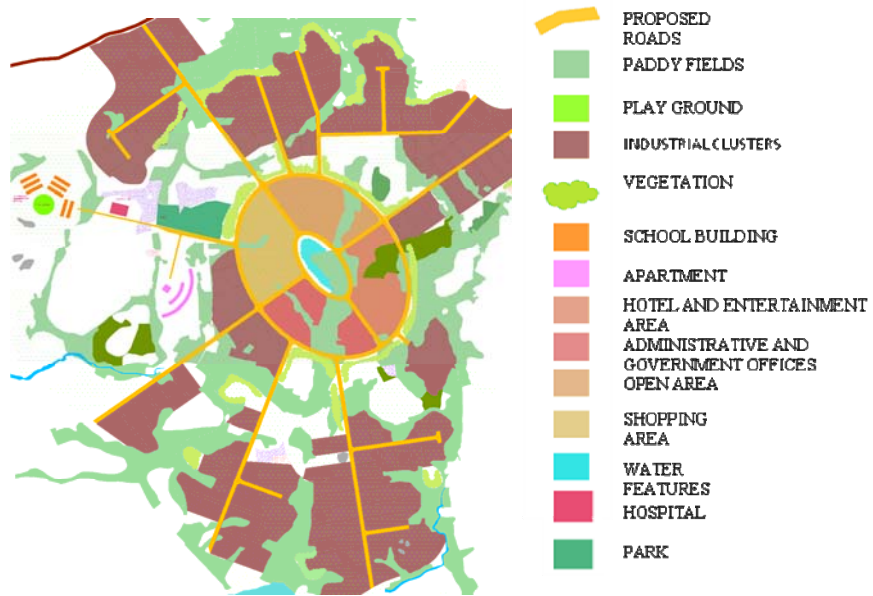 PROPOSED
ROADS
PADDY FIELDS
PLAY GROUND
INDUSTRIAL CLUSTERS
VEGETATION
SCHOOL BUILDING
APARTMENT
HOTEL AND ENTERTAINMENT
AREA
ADMINISTRATIVE AND
GOVERNMENT OFFICES
OPEN AREA
SHOPPING
AREA
WATER
FEATURES
HOSPITAL
PARK